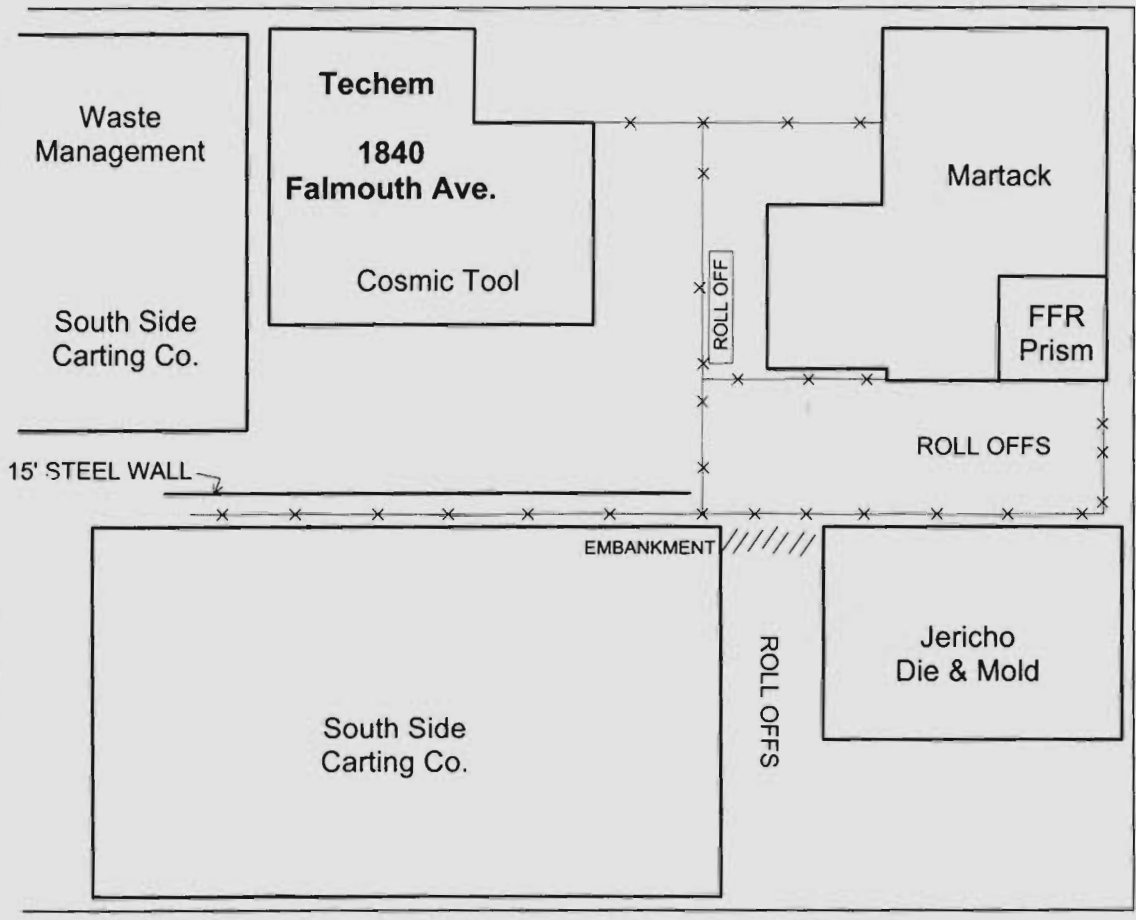 Waste
Management
South Side
Carting Co.
Techem
1840
Falmouth Ave.
Cosmic Tool
Martack
FFR
Prism
ROLL OFF
ROLL OFFS
15' STEEL WALL
EMBANKMENT
South Side
Carting Co.
ROLL OFFS
Jericho
Die & Mold